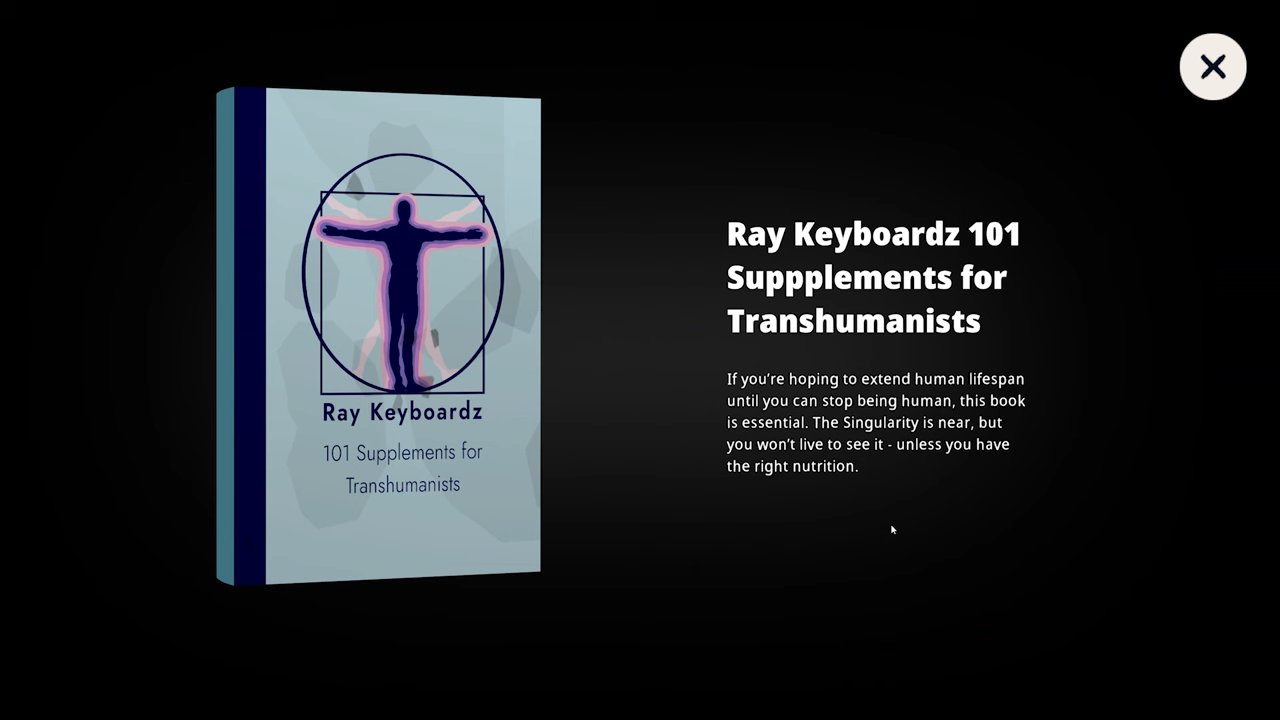 Ray Keyboardz
101 Supplements for
Transhumanists
Ray Keyboardz 101
Suppplements for
Transhumanists
If you’re hoping to extend human lifespan
until you can stop being human, this book
is essential. The Singularity is near, but
you won’t live to see it - unless you have
the right nutrition.